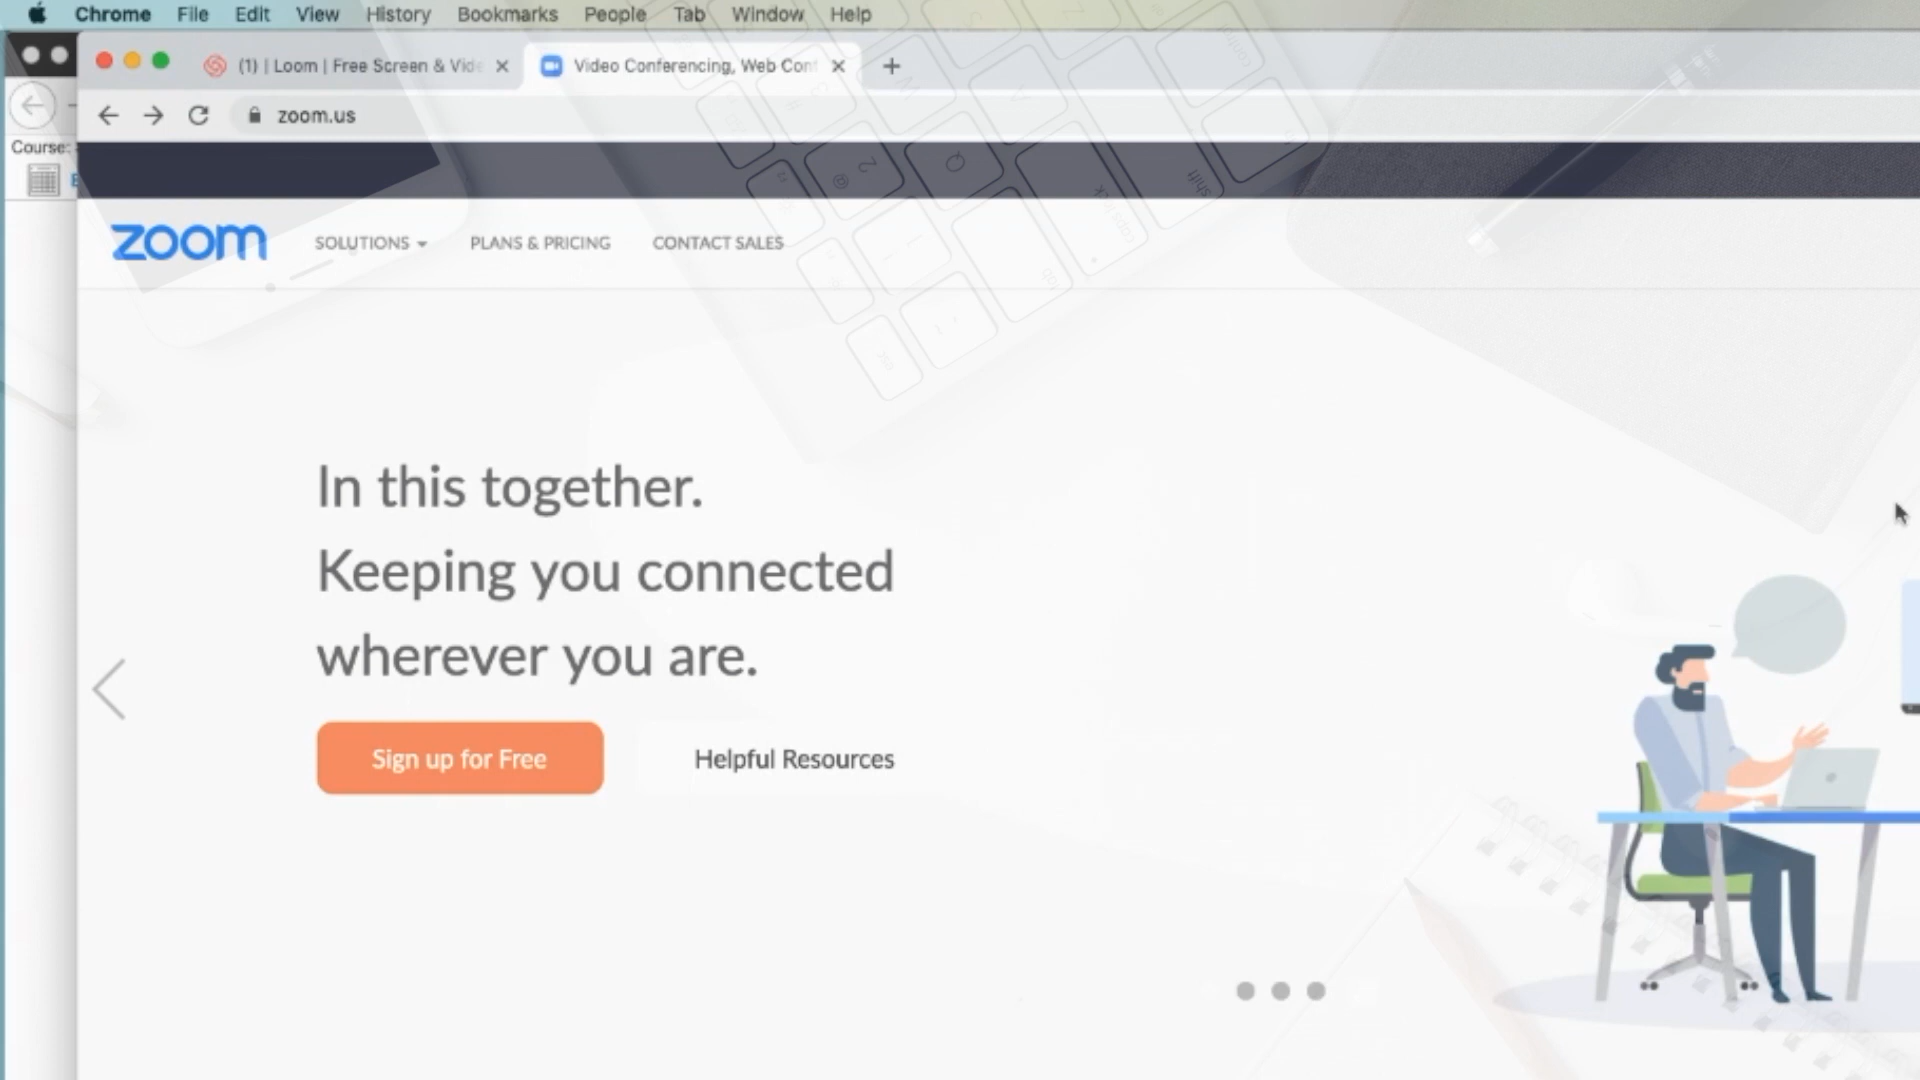 Chrome File Edit View History Bookmarks People Tab Window Help
(1) | Loom | Free Screen & Vide
Video Conferencing, Web Conf
zoom.us
Course:
zoom SOLUTIONS PLANS & PRICING CONTACT SALES
In this together.
Keeping you connected
wherever you are.
Sign up for Free Helpful Resources